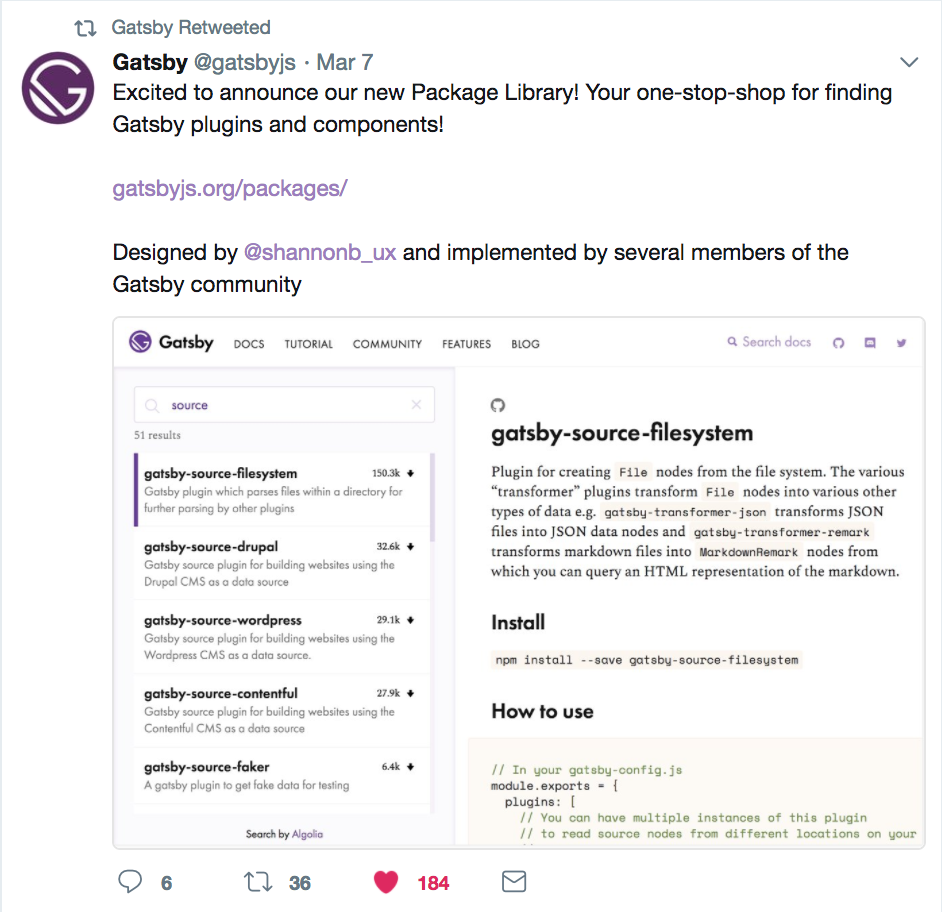 Gatsby Retweeted
Gatsby @gatsbyjs · Mar 7
Excited to announce our new Package Library! Your one-stop-shop for finding
Gatsby plugins and components!
gatsbyjs.org/packages/
Designed by @shannonb_ux and implemented by several members of the
Gatsby community
Gatsby DOCS TUTORIAL COMMUNITY FEATURES BLOG Search docs
source
51 results
gatsby-source-filesystem 150.3k
Gatsby plugin which parses files within a directory for
further parsing by other plugins
gatsby-source-drupal 32.6k
Gatsby source plugin for building websites using the
Drupal CMS as a data source
gatsby-source-wordpress 29.1k
Gatsby source plugin for building websites using the
Wordpress CMS as a data source.
gatsby-source-contentful 27.9k
Gatsby source plugin for building websites using the
Contentful CMS as a data source
gatsby-source-faker 6.4k
A gatsby plugin to get fake data for testing
Search by Algolia
gatsby-source-filesystem
Plugin for creating File nodes from the file system. The various
“transformer” plugins transform File nodes into various other
types of data e.g. gatsby-transformer-json transforms JSON
files into JSON data nodes and gatsby-transformer-remark
transforms markdown files into MarkdownRemark nodes from
which you can query an HTML representation of the markdown.
Install
npm install --save gatsby-source-filesystem
How to use
// In your gatsby-config.js
module.exports = {
plugins: [
// You can have multiple instances of this plugin
// to read source nodes from different locations on your
6 36 184